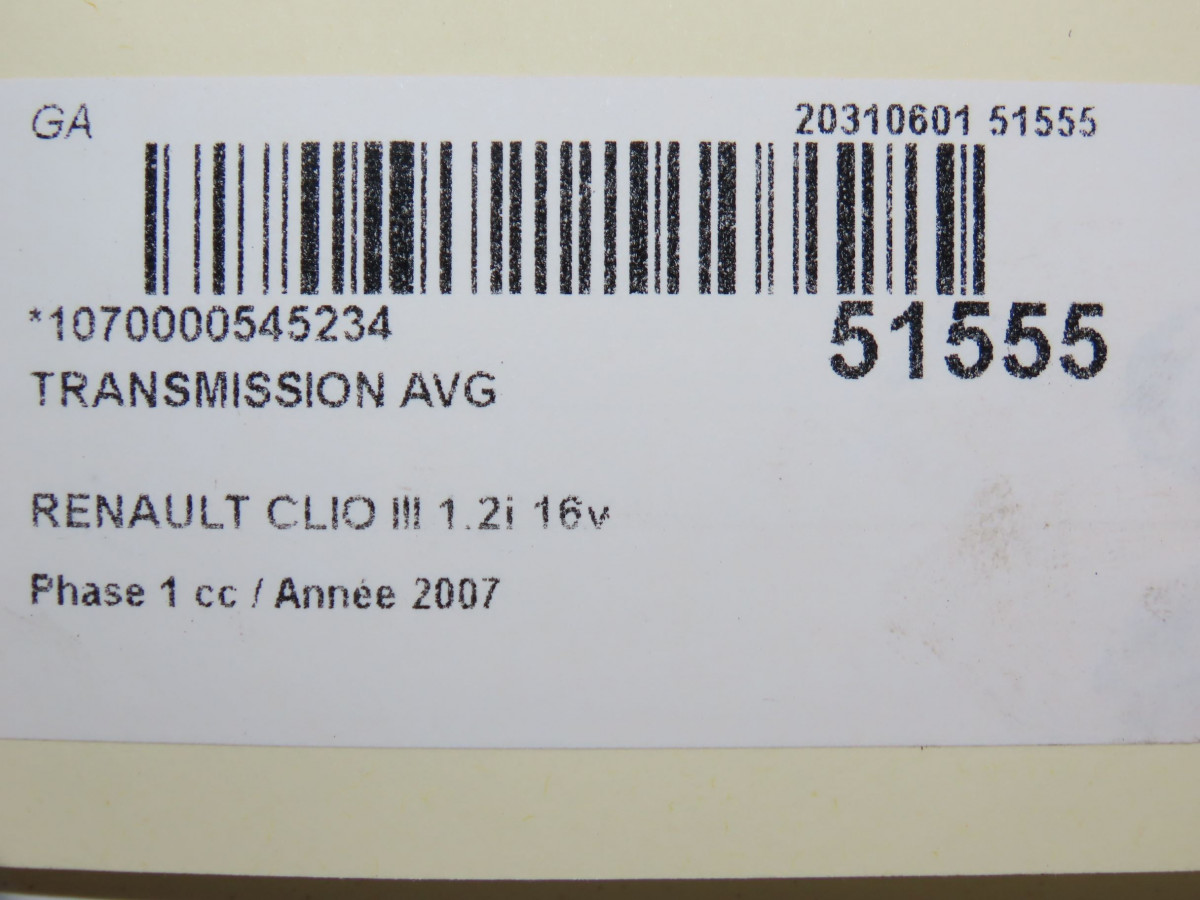 GA
20310601 51555
*1070000545234
51555
TRANSMISSION AVG
RENAULT CLIO III 1.2i 16v
Phase 1 cc / Année 2007